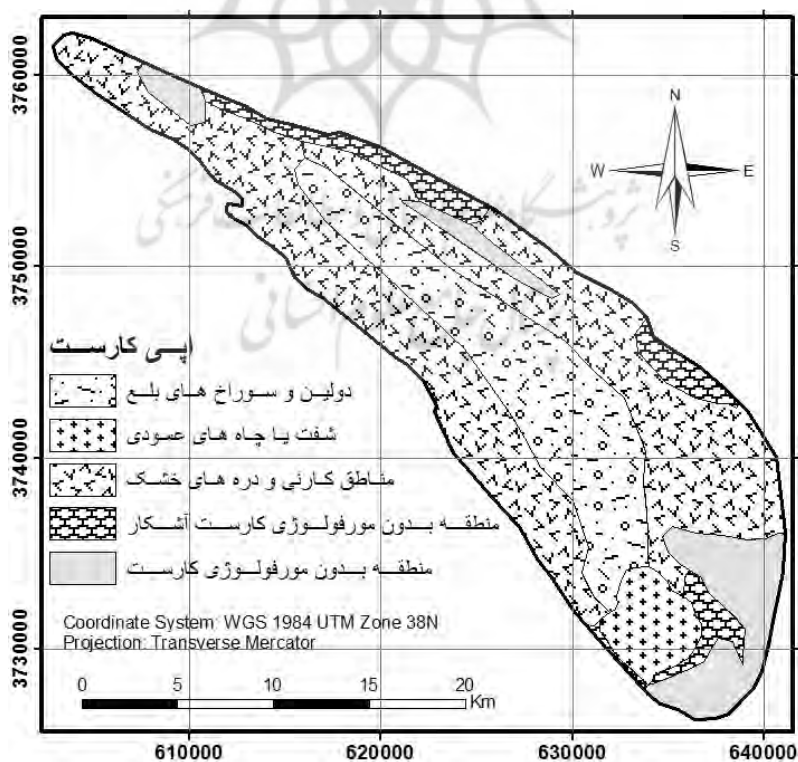 3760000
3750000
3740000
3730000
N
W E
S
اپی کارست
دولین و سوراخ های بلع
شفت یا چاه های عمودی
مناطق کارنی و دره های خشک
منطقه بدون مورفولوژی کارست آشکار
منطقه بدون مورفولوژی کارست
Coordinate System: WGS 1984 UTM Zone 38N
Projection: Transverse Mercator
0 5 10 15 20
Km
610000 620000 630000 640000